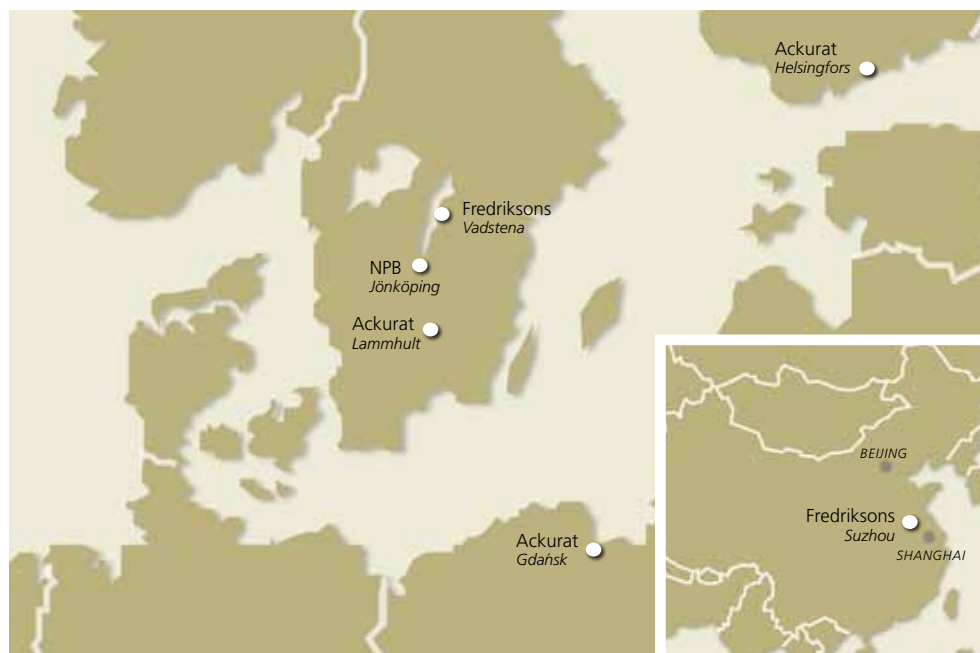 Ackurat
Helsingfors
Fredriksons
Vadstena
NPB
Jönköping
Ackurat
Lammhult
BEIJING
Fredriksons
Suzhou
SHANGHAI
Ackurat
Gdańsk